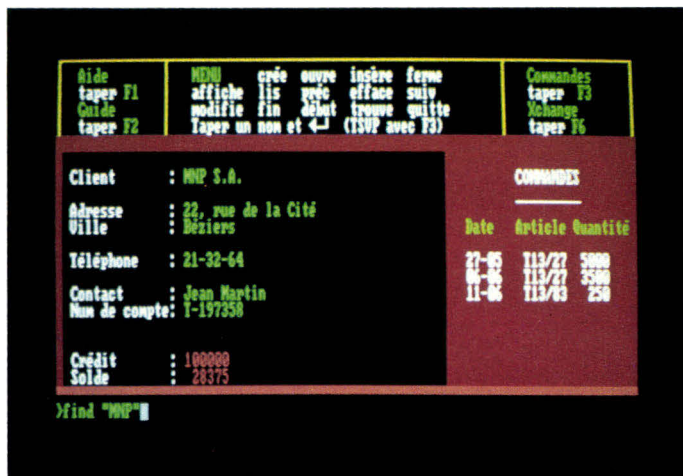 Aide
taper F1
Guide
taper F2
MENU crée ouvre insère ferme
affiche lis préc efface suiv
modifie fin début trouve quitte
Taper un nom et ↵ (TSVP avec F3)
Commandes
taper F3
Xchange
taper F6
Client : MNP S.A.
Adresse : 22, rue de la Cité
Ville : Béziers
Téléphone : 21-32-64
Contact : Jean Martin
Num de compte: T-197358
Crédit : 100000
Solde : 28375
COMMANDES
Date Article Quantité
27-05 T13/27 5000
06-06 T13/27 3500
11-06 T13/83 250
>find "MNP"